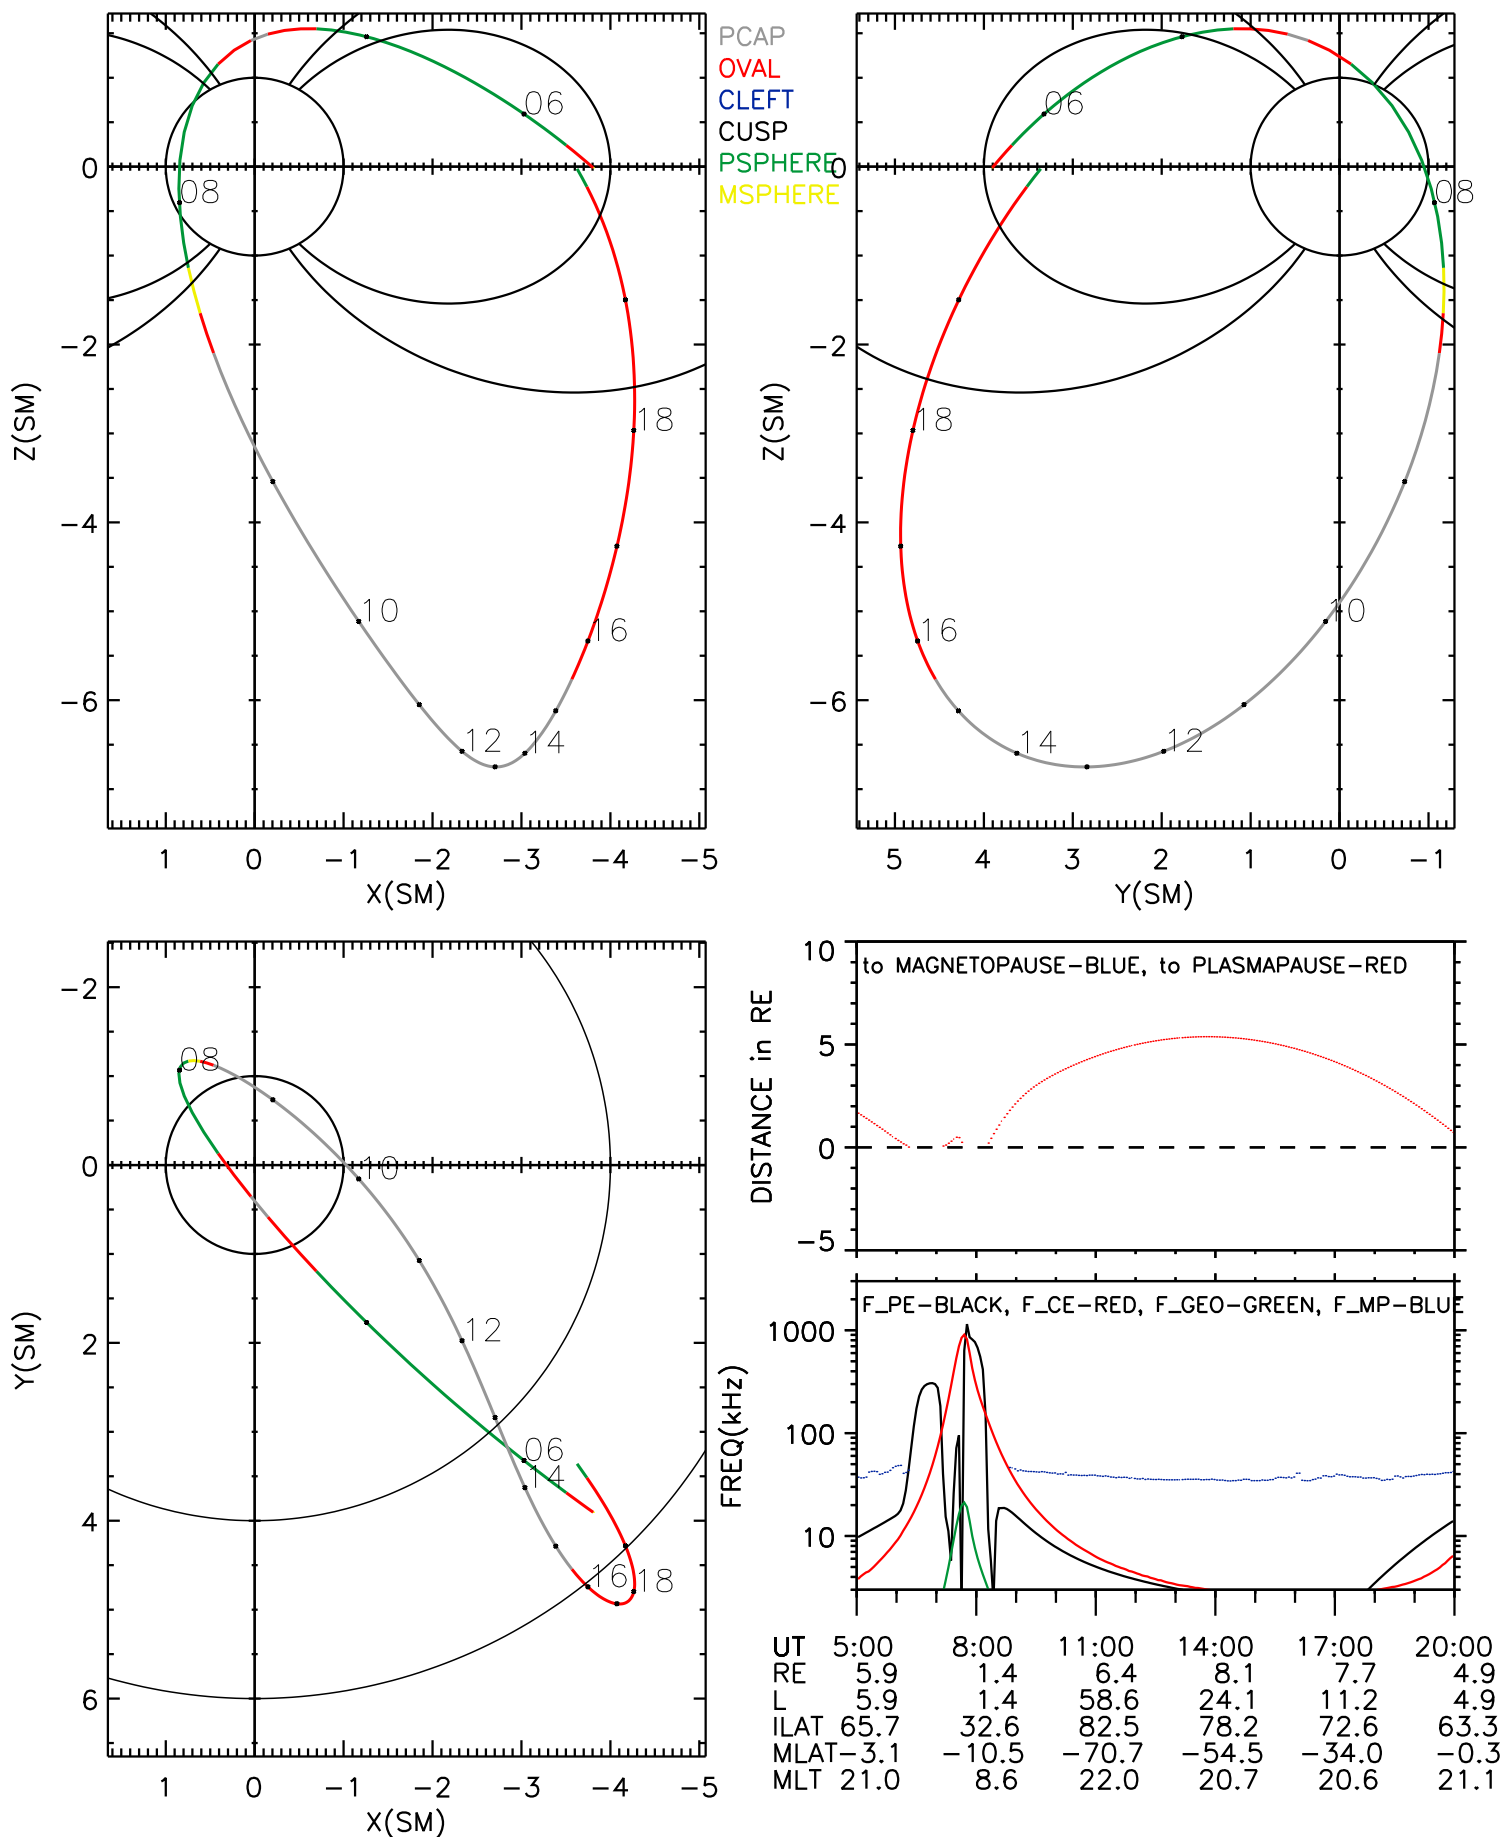 PCAP
OVAL
CLEFT
CUSP
PSPHERE
MSPHERE
06
08
10
12
14
16
18
0
−2
−4
−6
Z(SM)
1 0 −1 −2 −3 −4 −5
X(SM)
06
08
10
12
14
16
18
0
−2
−4
−6
Z(SM)
5 4 3 2 1 0 −1
Y(SM)
08
10
12
06
14
16
18
−2
0
2
4
6
Y(SM)
1 0 −1 −2 −3 −4 −5
X(SM)
to MAGNETOPAUSE−BLUE, to PLASMAPAUSE−RED
10
5
0
−5
DISTANCE in RE
F_PE−BLACK, F_CE−RED, F_GEO−GREEN, F_MP−BLUE
1000
100
10
FREQ(kHz)
UT 5:00 8:00 11:00 14:00 17:00 20:00
RE 5.9 1.4 6.4 8.1 7.7 4.9
L 5.9 1.4 58.6 24.1 11.2 4.9
ILAT 65.7 32.6 82.5 78.2 72.6 63.3
MLAT−3.1 −10.5 −70.7 −54.5 −34.0 −0.3
MLT 21.0 8.6 22.0 20.7 20.6 21.1